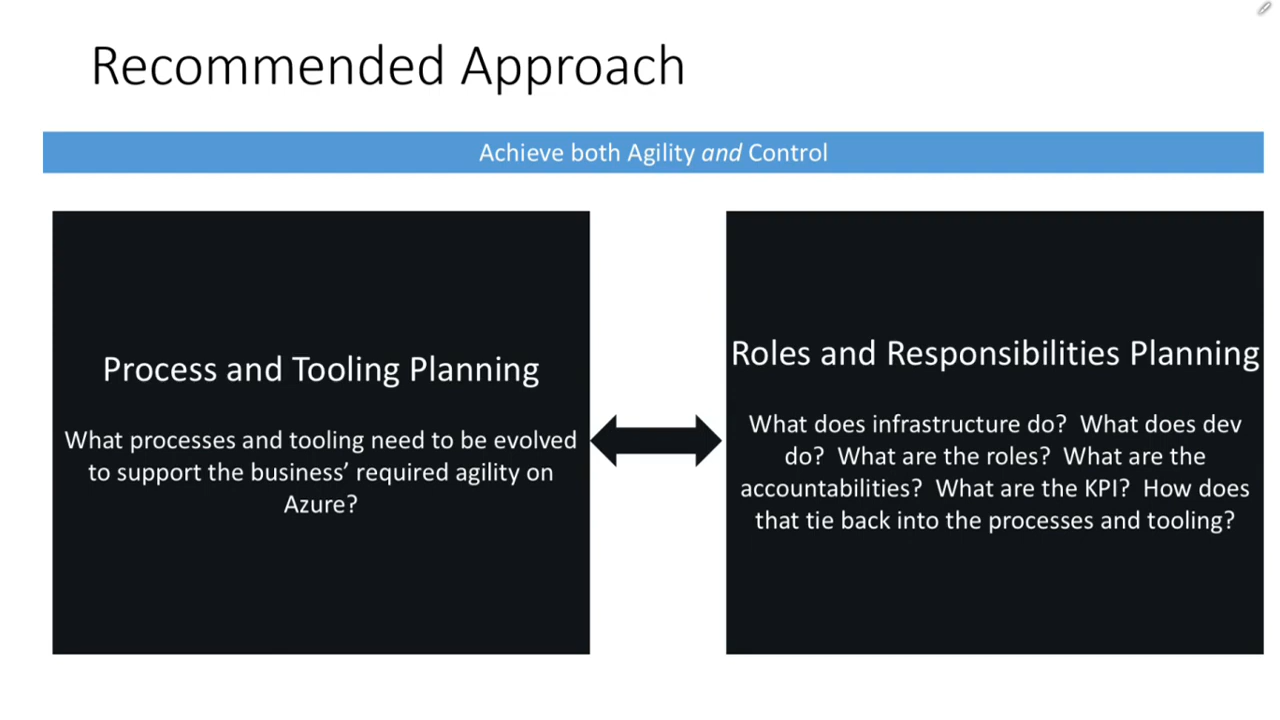 Recommended Approach
Achieve both Agility and Control
Process and Tooling Planning
What processes and tooling need to be evolved
to support the business’ required agility on
Azure?
Roles and Responsibilities Planning
What does infrastructure do?  What does dev
do?  What are the roles?  What are the
accountabilities?  What are the KPI?  How does
that tie back into the processes and tooling?